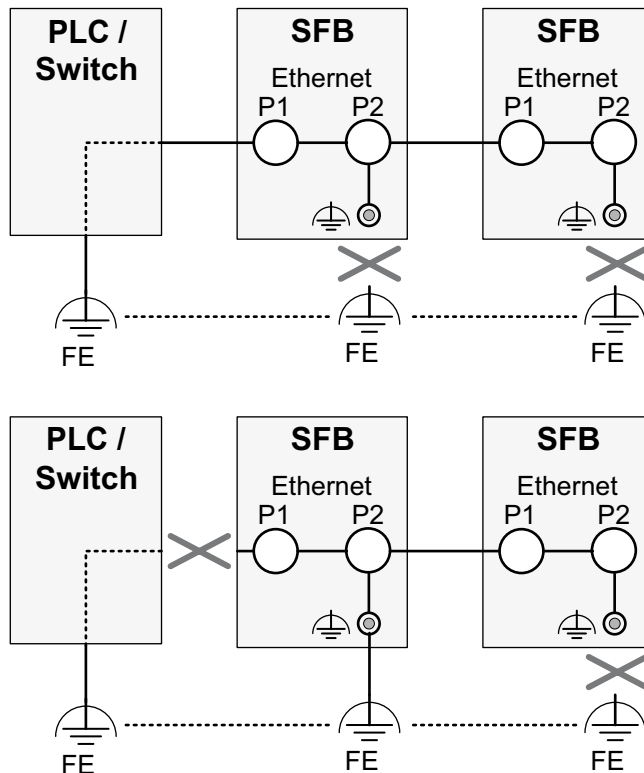 PLC /
Switch
SFB
Ethernet
P1 P2
SFB
Ethernet
P1 P2
FE
FE
FE
PLC /
Switch
SFB
Ethernet
P1 P2
SFB
Ethernet
P1 P2
FE
FE
FE